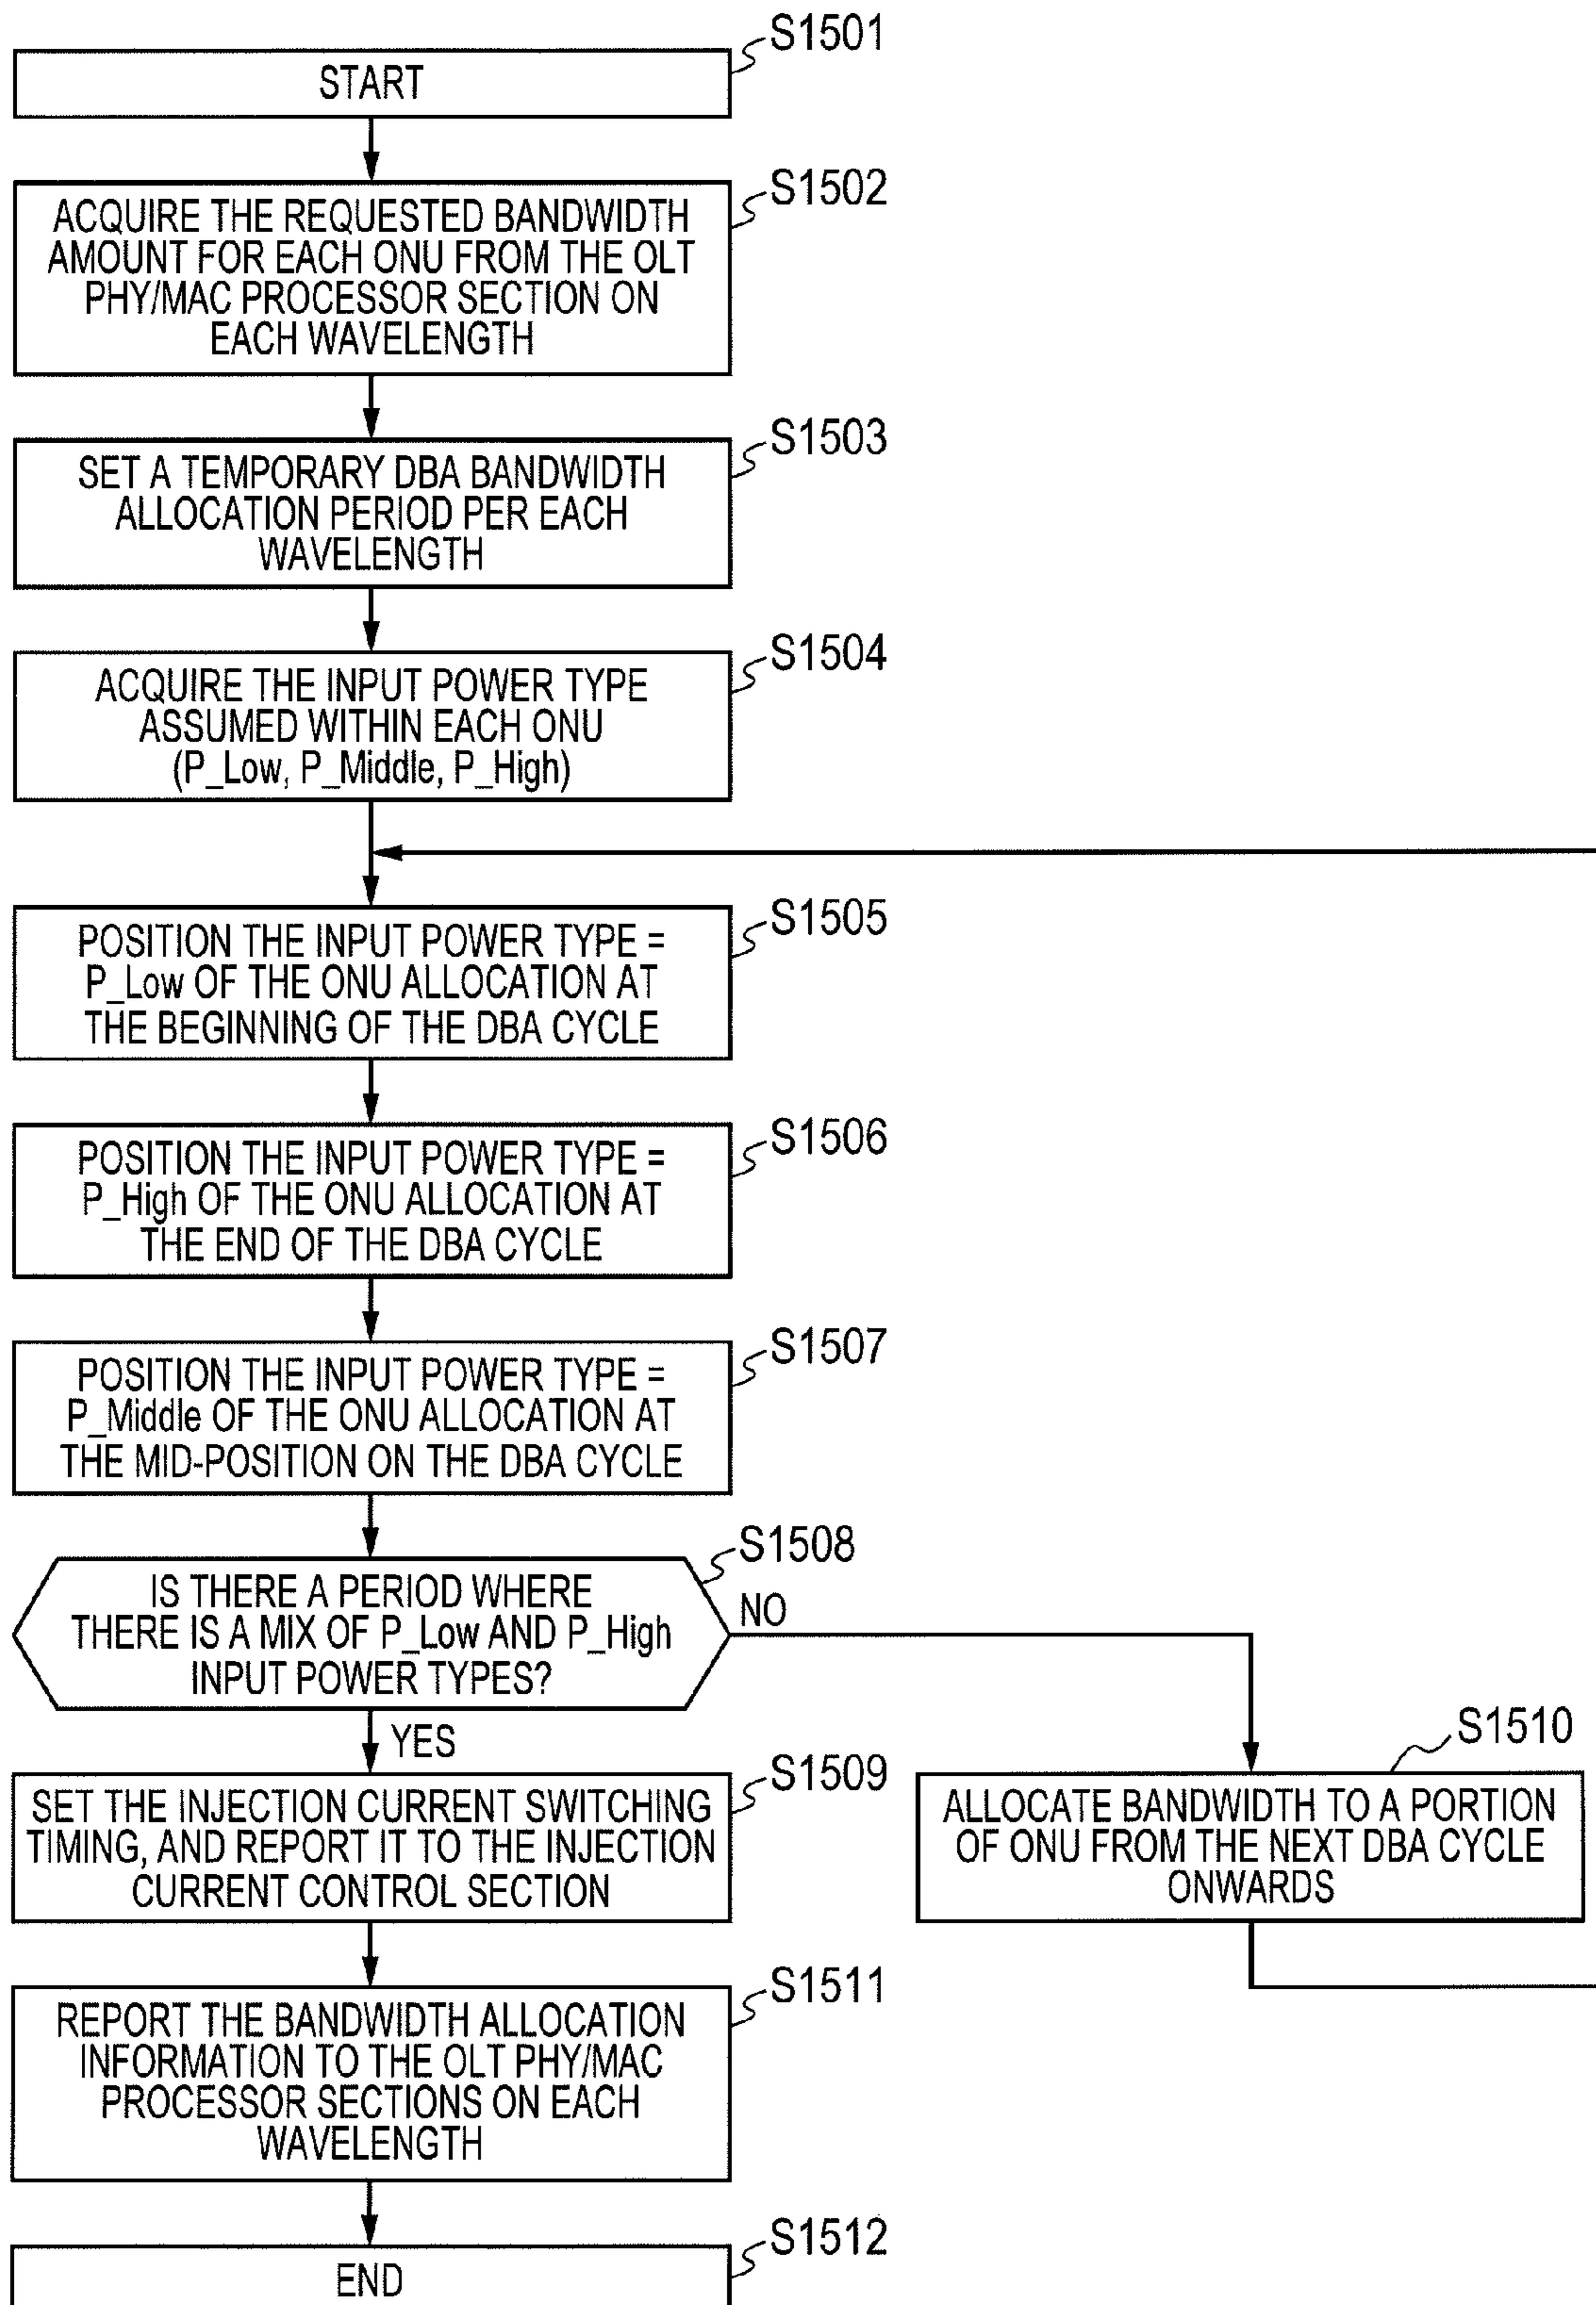 S1501
START
S1502
ACQUIRE THE REQUESTED BANDWIDTH
AMOUNT FOR EACH ONU FROM THE OLT
PHY/MAC PROCESSOR SECTION ON
EACH WAVELENGTH
S1503
SET A TEMPORARY DBA BANDWIDTH
ALLOCATION PERIOD PER EACH
WAVELENGTH
S1504
ACQUIRE THE INPUT POWER TYPE
ASSUMED WITHIN EACH ONU
(P_Low, P_Middle, P_High)
S1505
POSITION THE INPUT POWER TYPE =
P_Low OF THE ONU ALLOCATION AT
THE BEGINNING OF THE DBA CYCLE
S1506
POSITION THE INPUT POWER TYPE =
P_High OF THE ONU ALLOCATION AT
THE END OF THE DBA CYCLE
S1507
POSITION THE INPUT POWER TYPE =
P_Middle OF THE ONU ALLOCATION AT
THE MID-POSITION ON THE DBA CYCLE
S1508
IS THERE A PERIOD WHERE
THERE IS A MIX OF P_Low AND P_High
INPUT POWER TYPES?
NO
YES
S1509
SET THE INJECTION CURRENT SWITCHING
TIMING, AND REPORT IT TO THE INJECTION
CURRENT CONTROL SECTION
S1510
ALLOCATE BANDWIDTH TO A PORTION
OF ONU FROM THE NEXT DBA CYCLE
ONWARDS
S1511
REPORT THE BANDWIDTH ALLOCATION
INFORMATION TO THE OLT PHY/MAC
PROCESSOR SECTIONS ON EACH
WAVELENGTH
S1512
END